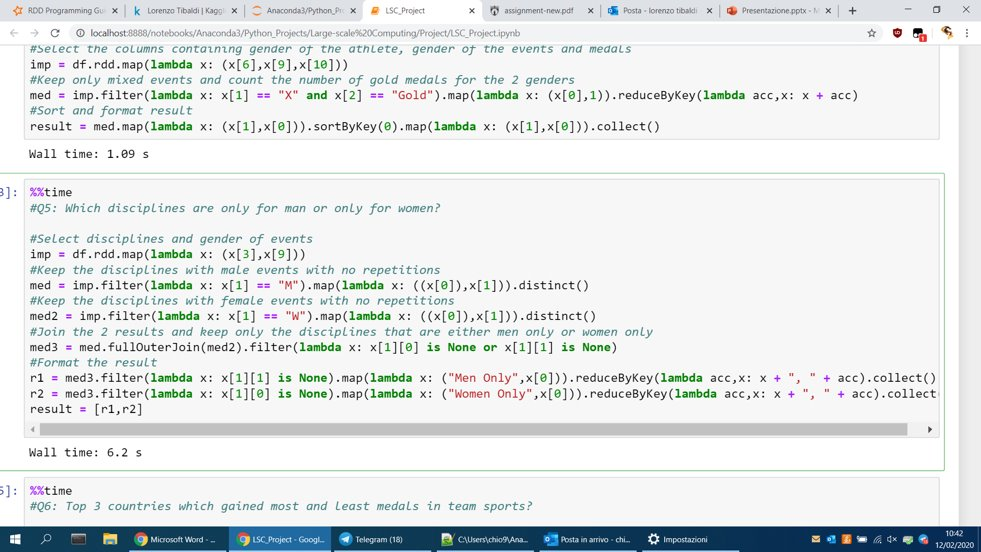 RDD Programming Gu
Lorenzo Tibaldi | Kaggl
Anaconda3/Python_Pro
LSC_Project
assignment-new.pdf
Posta - lorenzo tibaldi
Presentazione.pptx - M
localhost:8888/notebooks/Anaconda3/Python_Projects/Large-scale%20Computing/Project/LSC_Project.ipynb
#Select the columns containing gender of the athlete, gender of the events and medals
imp = df.rdd.map(lambda x: (x[6],x[9],x[10]))
#Keep only mixed events and count the number of gold medals for the 2 genders
med = imp.filter(lambda x: x[1] == "X" and x[2] == "Gold").map(lambda x: (x[0],1)).reduceByKey(lambda acc,x: x + acc)
#Sort and format result
result = med.map(lambda x: (x[1],x[0])).sortByKey(0).map(lambda x: (x[1],x[0])).collect()
Wall time: 1.09 s
3]: %%time
#Q5: Which disciplines are only for man or only for women?
#Select disciplines and gender of events
imp = df.rdd.map(lambda x: (x[3],x[9]))
#Keep the disciplines with male events with no repetitions
med = imp.filter(lambda x: x[1] == "M").map(lambda x: ((x[0]),x[1])).distinct()
#Keep the disciplines with female events with no repetitions
med2 = imp.filter(lambda x: x[1] == "W").map(lambda x: ((x[0]),x[1])).distinct()
#Join the 2 results and keep only the disciplines that are either men only or women only
med3 = med.fullOuterJoin(med2).filter(lambda x: x[1][0] is None or x[1][1] is None)
#Format the result
r1 = med3.filter(lambda x: x[1][1] is None).map(lambda x: ("Men Only",x[0])).reduceByKey(lambda acc,x: x + ", " + acc).collect()
r2 = med3.filter(lambda x: x[1][0] is None).map(lambda x: ("Women Only",x[0])).reduceByKey(lambda acc,x: x + ", " + acc).collect
result = [r1,r2]
Wall time: 6.2 s
5]: %%time
#Q6: Top 3 countries which gained most and least medals in team sports?
Microsoft Word - ...
LSC_Project - Googl...
Telegram (18)
C:\Users\chio9\Ana...
Posta in arrivo - chi...
Impostazioni
10:42
12/02/2020